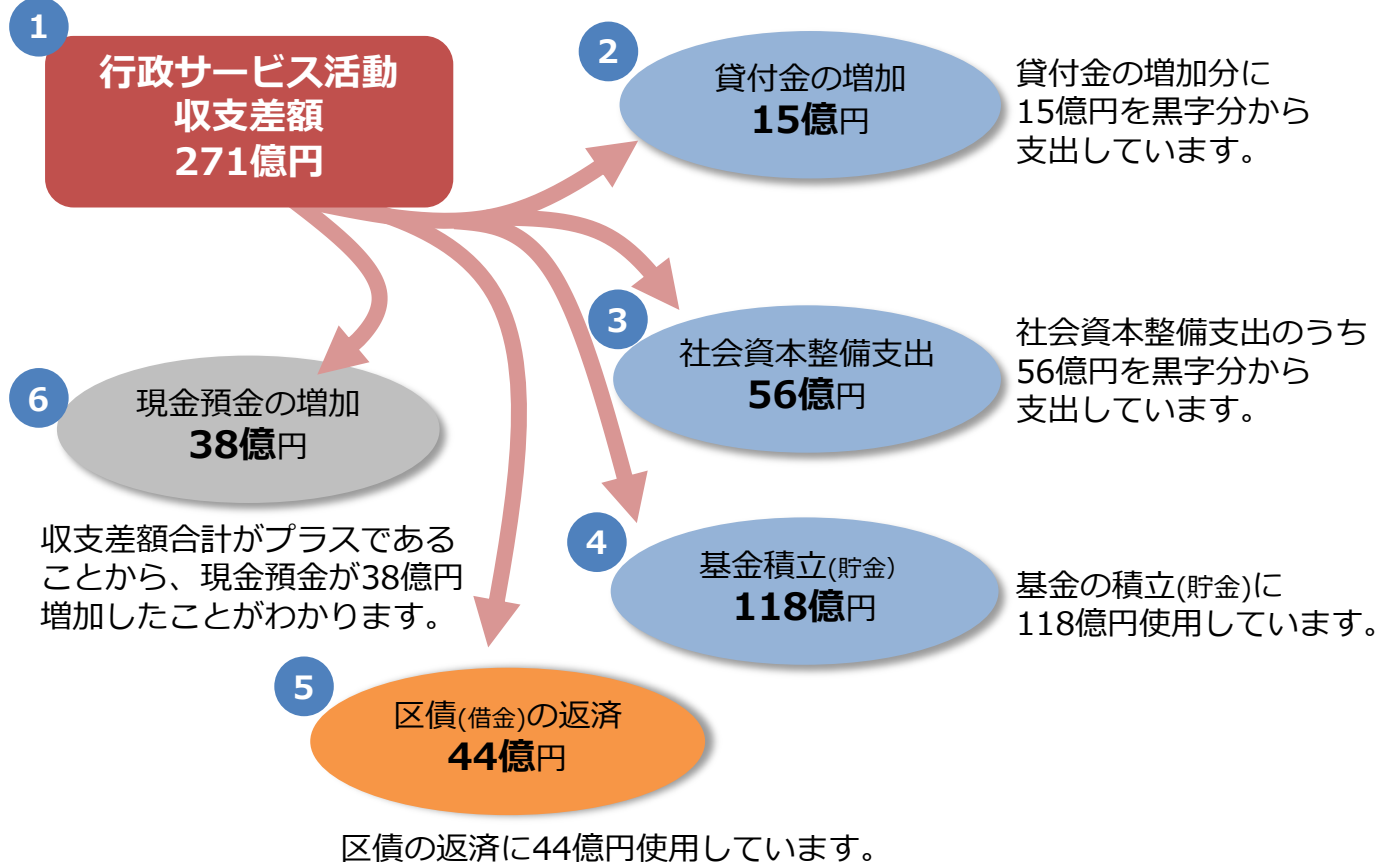 1
行政サービス活動
収支差額
271億円
2
貸付金の増加
15億円
貸付金の増加分に
15億円を黒字分から
支出しています。
3
社会資本整備支出
56億円
社会資本整備支出のうち
56億円を黒字分から
支出しています。
4
基金積立(貯金)
118億円
基金の積立(貯金)に
118億円使用しています。
5
区債(借金)の返済
44億円
区債の返済に44億円使用しています。
6
現金預金の増加
38億円
収支差額合計がプラスである
ことから、現金預金が38億円
増加したことがわかります。